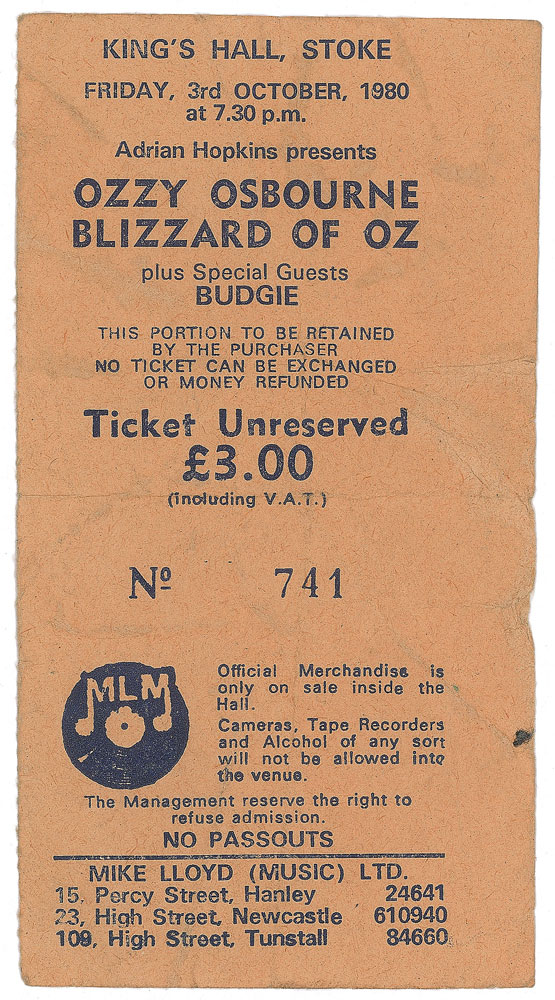 KING'S HALL, STOKE
FRIDAY, 3rd OCTOBER, 1980
at 7.30 p.m.
Adrian Hopkins presents
OZZY OSBOURNE
BLIZZARD OF OZ
plus Special Guests
BUDGIE
THIS PORTION TO BE RETAINED
BY THE PURCHASER
NO TICKET CAN BE EXCHANGED
OR MONEY REFUNDED
Ticket Unreserved
£3.00
(including V.A.T.)
Nº 741
MLM
Official Merchandise is
only on sale inside the
Hall.
Cameras, Tape Recorders
and Alcohol of any sort
will not be allowed into
the venue.
The Management reserve the right to
refuse admission.
NO PASSOUTS
MIKE LLOYD (MUSIC) LTD.
15, Percy Street, Hanley 24641
23, High Street, Newcastle 610940
109, High Street, Tunstall 84660